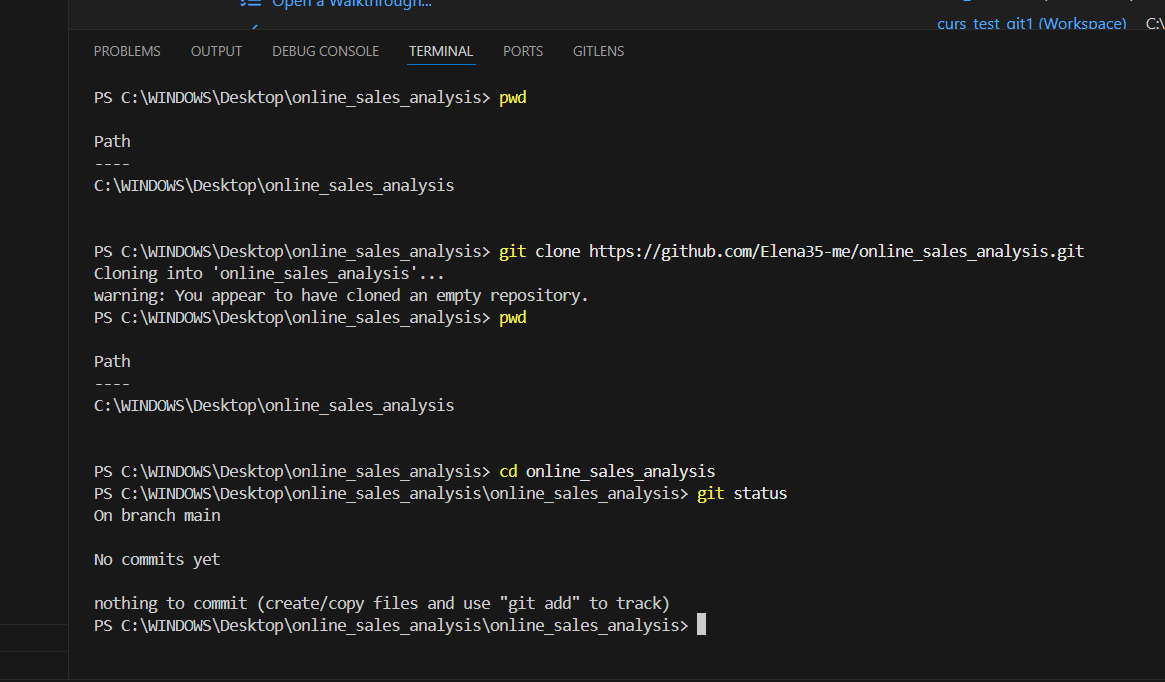 Open a Walkthrough...
curs_test_git1 (Workspace) C:\
PROBLEMS OUTPUT DEBUG CONSOLE TERMINAL PORTS GITLENS
PS C:\WINDOWS\Desktop\online_sales_analysis> pwd
Path
----
C:\WINDOWS\Desktop\online_sales_analysis
PS C:\WINDOWS\Desktop\online_sales_analysis> git clone https://github.com/Elena35-me/online_sales_analysis.git
Cloning into 'online_sales_analysis'...
warning: You appear to have cloned an empty repository.
PS C:\WINDOWS\Desktop\online_sales_analysis> pwd
Path
----
C:\WINDOWS\Desktop\online_sales_analysis
PS C:\WINDOWS\Desktop\online_sales_analysis> cd online_sales_analysis
PS C:\WINDOWS\Desktop\online_sales_analysis\online_sales_analysis> git status
On branch main
No commits yet
nothing to commit (create/copy files and use "git add" to track)
PS C:\WINDOWS\Desktop\online_sales_analysis\online_sales_analysis>